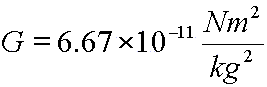 G = 6.67 × 10⁻¹¹ Nm²/kg²